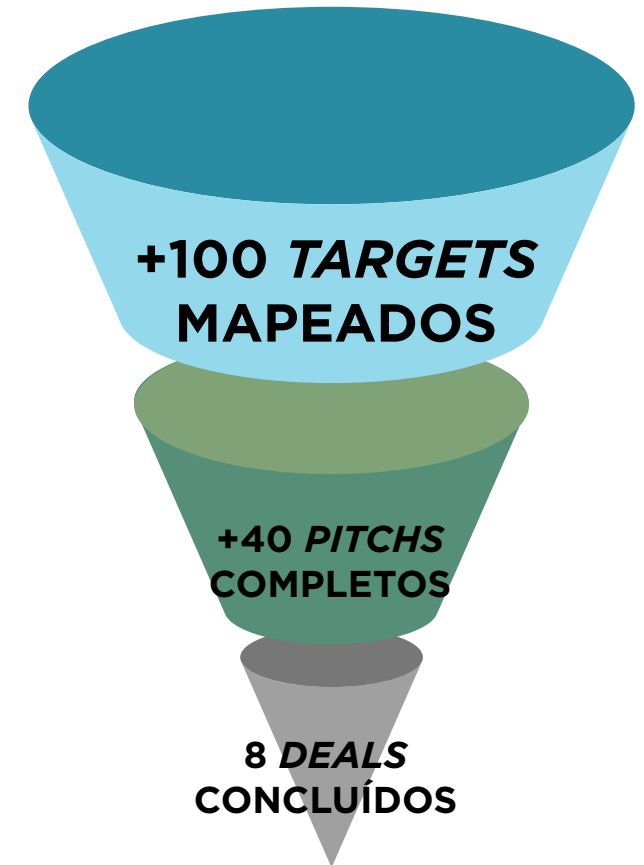 +100 TARGETS
MAPEADOS
+40 PITCHS
COMPLETOS
8 DEALS
CONCLUÍDOS